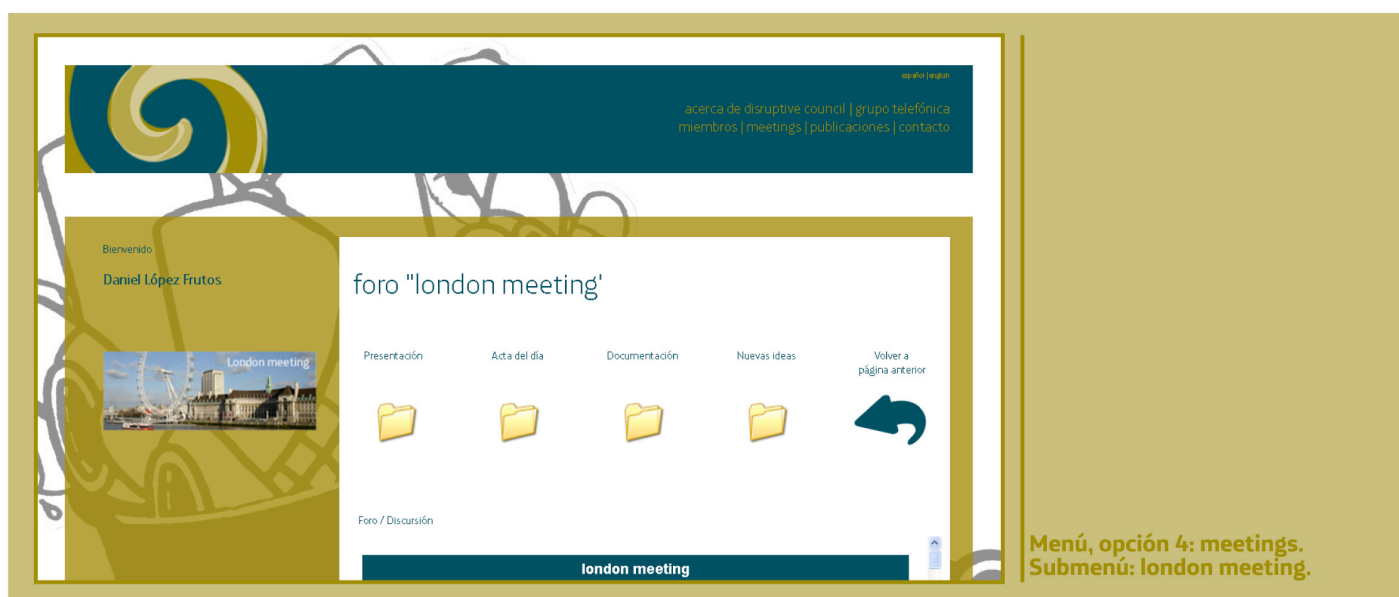 español | english
acerca de disruptive council | grupo telefónica
miembros | meetings | publicaciones | contacto
Bienvenido
Daniel López Frutos
London meeting
foro "london meeting'
Presentación
Acta del día
Documentación
Nuevas ideas
Volver a
página anterior
Foro / Discursión
london meeting
Menú, opción 4: meetings.
Submenú: london meeting.